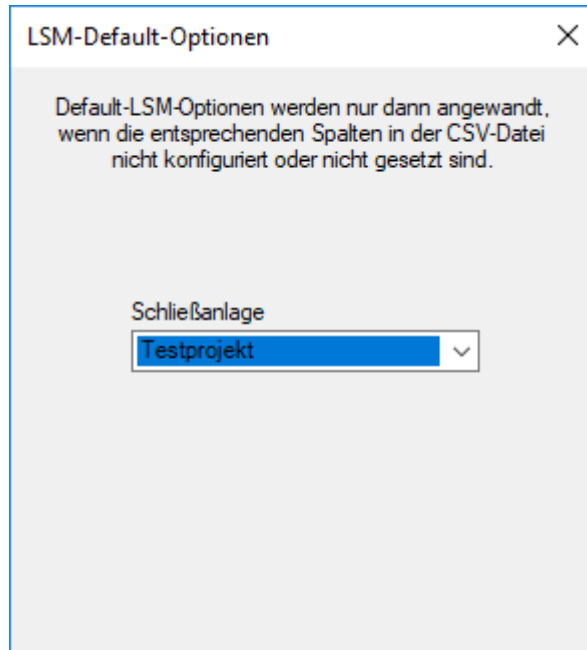 LSM-Default-Optionen
Default-LSM-Optionen werden nur dann angewandt,
wenn die entsprechenden Spalten in der CSV-Datei
nicht konfiguriert oder nicht gesetzt sind.
Schließanlage
Testprojekt